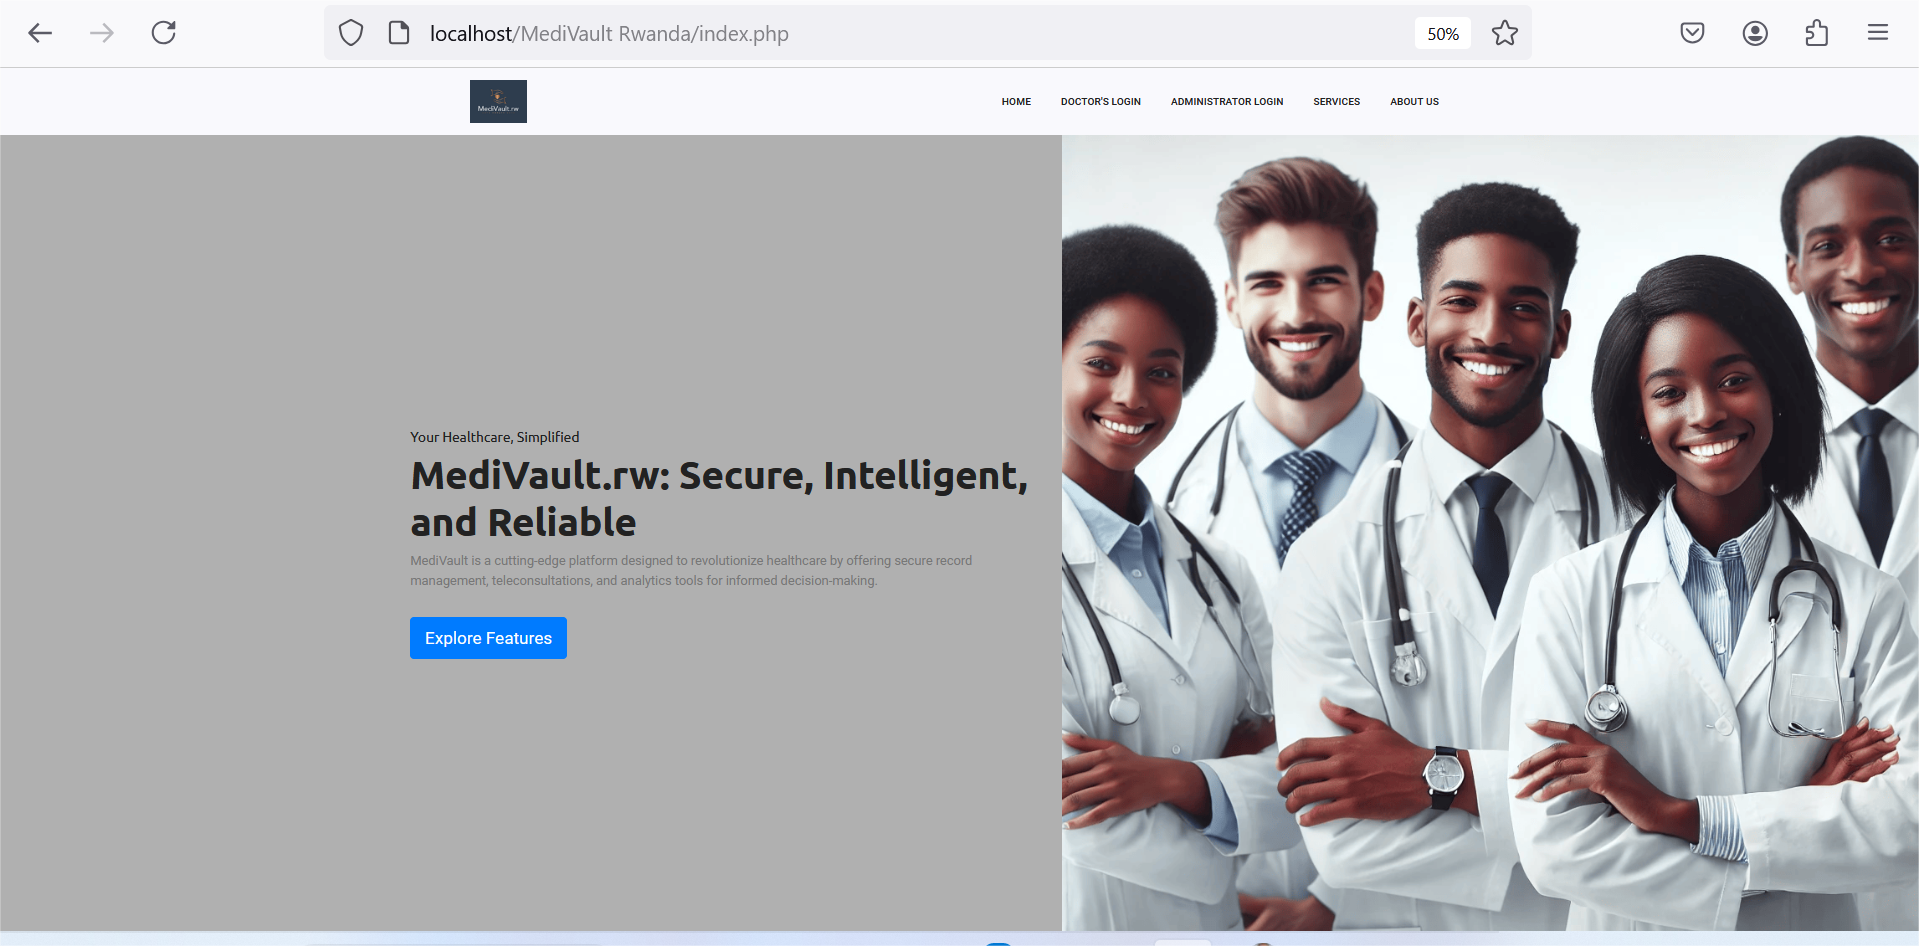 localhost/MediVault Rwanda/index.php
50%
MediVault.rw
HOME
DOCTOR'S LOGIN
ADMINISTRATOR LOGIN
SERVICES
ABOUT US
Your Healthcare, Simplified
MediVault.rw: Secure, Intelligent,
and Reliable
MediVault is a cutting-edge platform designed to revolutionize healthcare by offering secure record
management, teleconsultations, and analytics tools for informed decision-making.
Explore Features